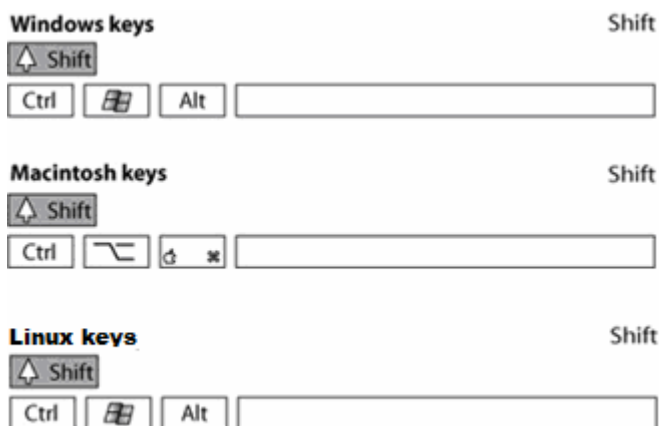 Windows keys Shift
Shift
Ctrl Alt
Macintosh keys Shift
Shift
Ctrl ⌥ ⌘
Linux keys Shift
Shift
Ctrl Alt